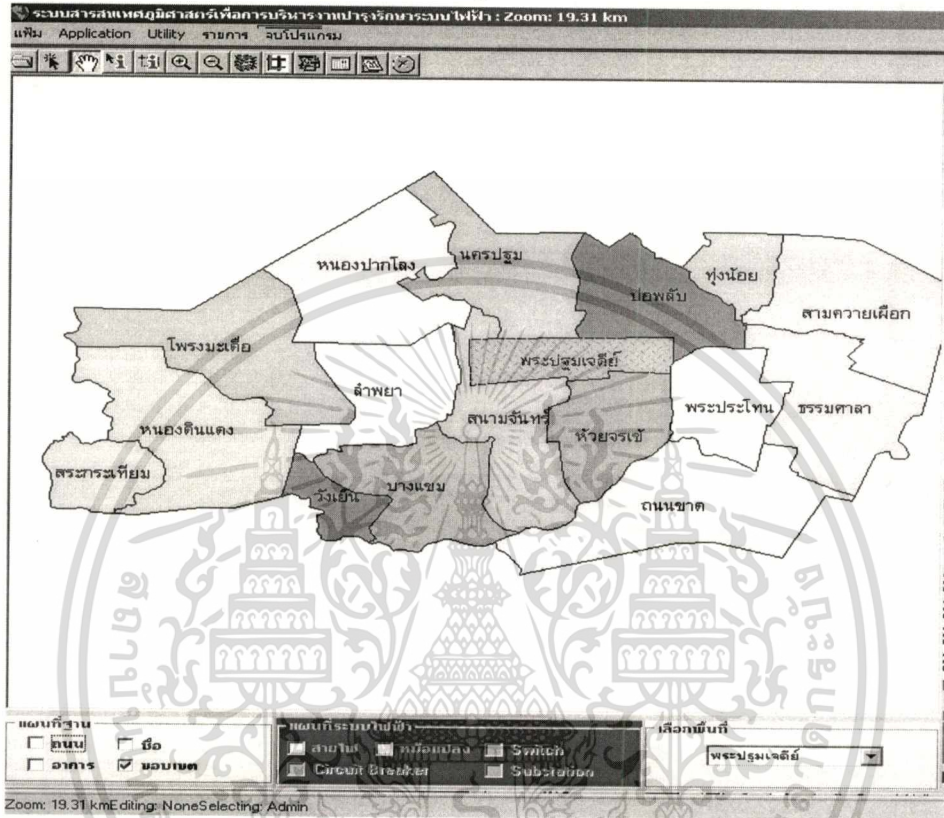 ระบบสารสนเทศภูมิศาสตร์เพื่อการบริหารงานบำรุงรักษาระบบไฟฟ้า : Zoom: 19.31 km
แฟ้ม Application Utility รายการ จบโปรแกรม
หนองปากโลง
นครปฐม
บ่อพลับ
ทุ่งน้อย
สามควายเผือก
โพรงมะเดื่อ
พระปฐมเจดีย์
ลำพยา
สนามจันทร์
พระประโทน
ธรรมศาลา
หนองดินแดง
ห้วยจรเข้
สระกระเทียม
วังเย็น
บางแขม
ถนนขาด
แผนที่ฐาน
ถนน
ชื่อ
อาคาร
ขอบเขต
แผนที่ระบบไฟฟ้า
สายไฟ
หม้อแปลง
Switch
Circuit Breaker
Substation
เลือกพื้นที่
พระปฐมเจดีย์
Zoom: 19.31 kmEditing: NoneSelecting: Admin